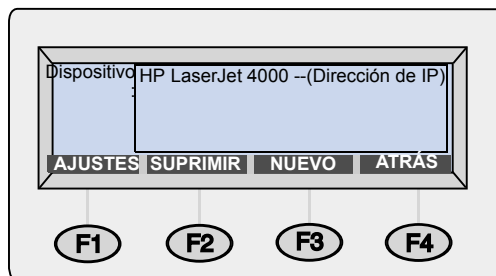 Dispositivo: HP LaserJet 4000 --(Dirección de IP)
AJUSTES SUPRIMIR NUEVO ATRÁS
F1 F2 F3 F4